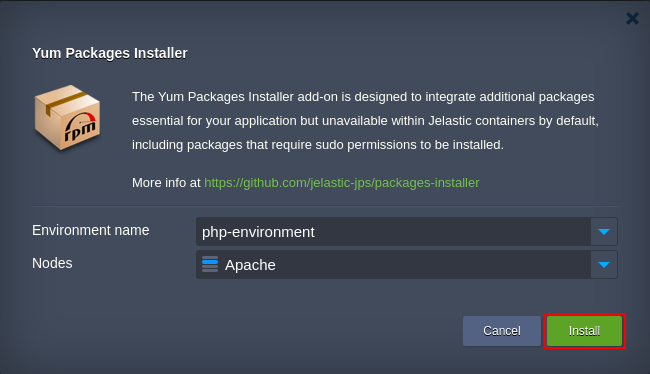 Yum Packages Installer
rpm
The Yum Packages Installer add-on is designed to integrate additional packages
essential for your application but unavailable within Jelastic containers by default,
including packages that require sudo permissions to be installed.
More info at https://github.com/jelastic-jps/packages-installer
Environment name php-environment
Nodes Apache
Cancel Install